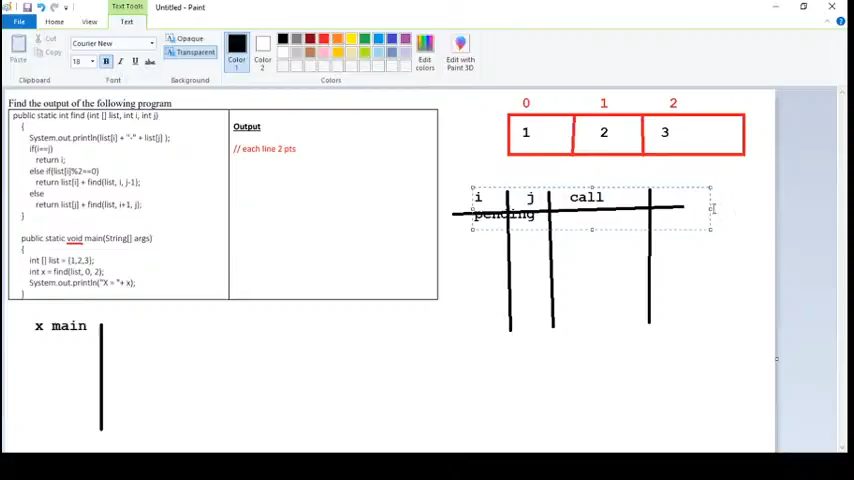 Text Tools
Untitled - Paint
File
Home
View
Text
Paste
Cut
Copy
Clipboard
Courier New
18
B
I
U
abc
Font
Opaque
Transparent
Background
Color
1
Color
2
Colors
Edit
colors
Edit with
Paint 3D
Find the output of the following program
public static int find (int [] list, int i, int j)
{
System.out.println(list[i] + "-" + list[j] );
if(i==j)
return i;
else if(list[i]%2==0)
return list[i] + find(list, i, j-1);
else
return list[j] + find(list, i+1, j);
}
public static void main(String[] args)
{
int [] list = {1,2,3};
int x = find(list, 0, 2);
System.out.println("X = "+ x);
}
Output
// each line 2 pts
0 1 2
1 2 3
i j call
pending
x main